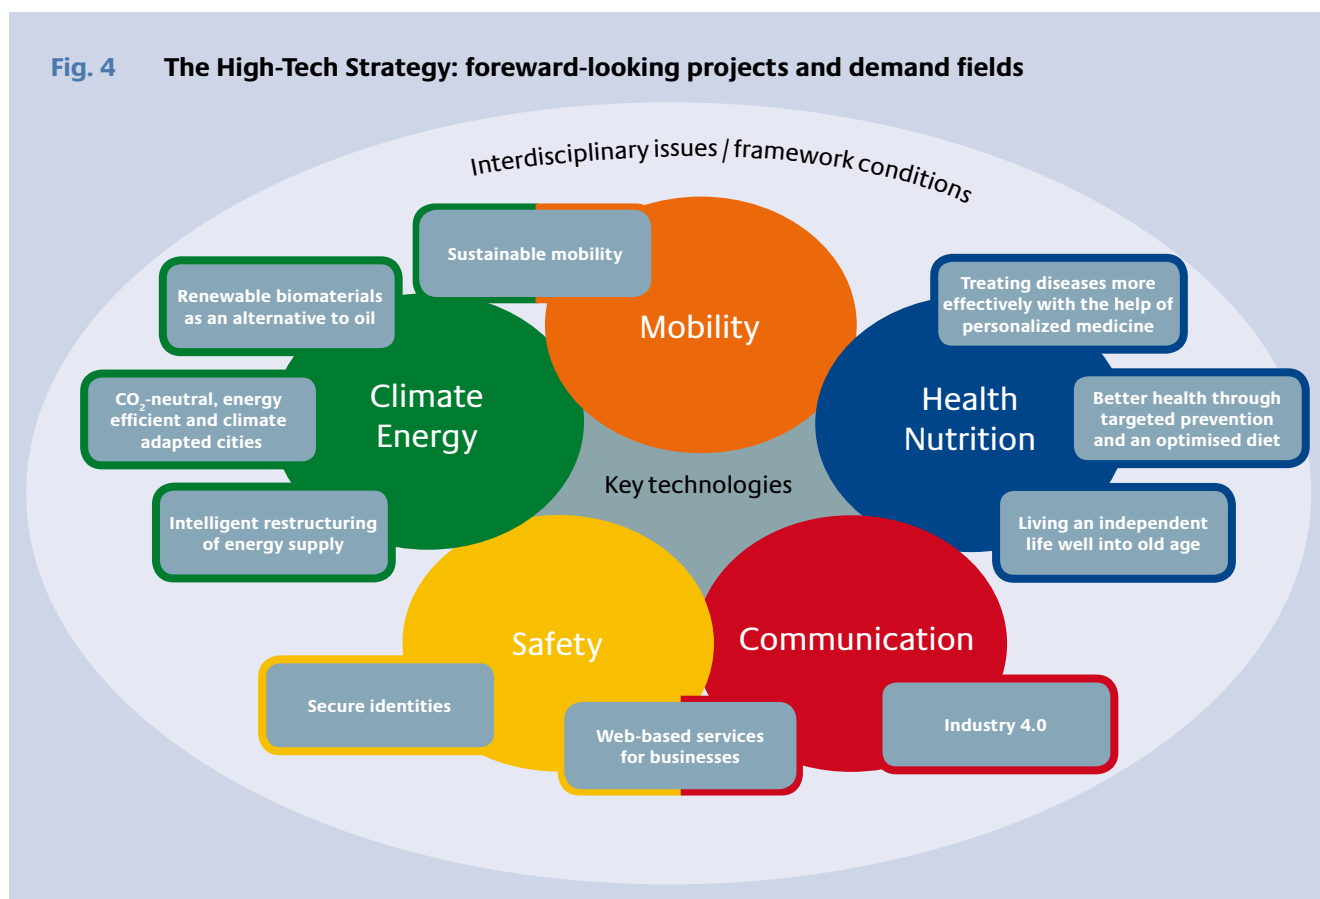 Fig. 4 The High-Tech Strategy: foreward-looking projects and demand fields
Interdisciplinary issues / framework conditions
Sustainable mobility
Mobility
Renewable biomaterials
as an alternative to oil
CO₂-neutral, energy
efficient and climate
adapted cities
Intelligent restructuring
of energy supply
Climate
Energy
Treating diseases more
effectively with the help of
personalized medicine
Better health through
targeted prevention
and an optimised diet
Living an independent
life well into old age
Health
Nutrition
Key technologies
Safety
Communication
Secure identities
Web-based services
for businesses
Industry 4.0